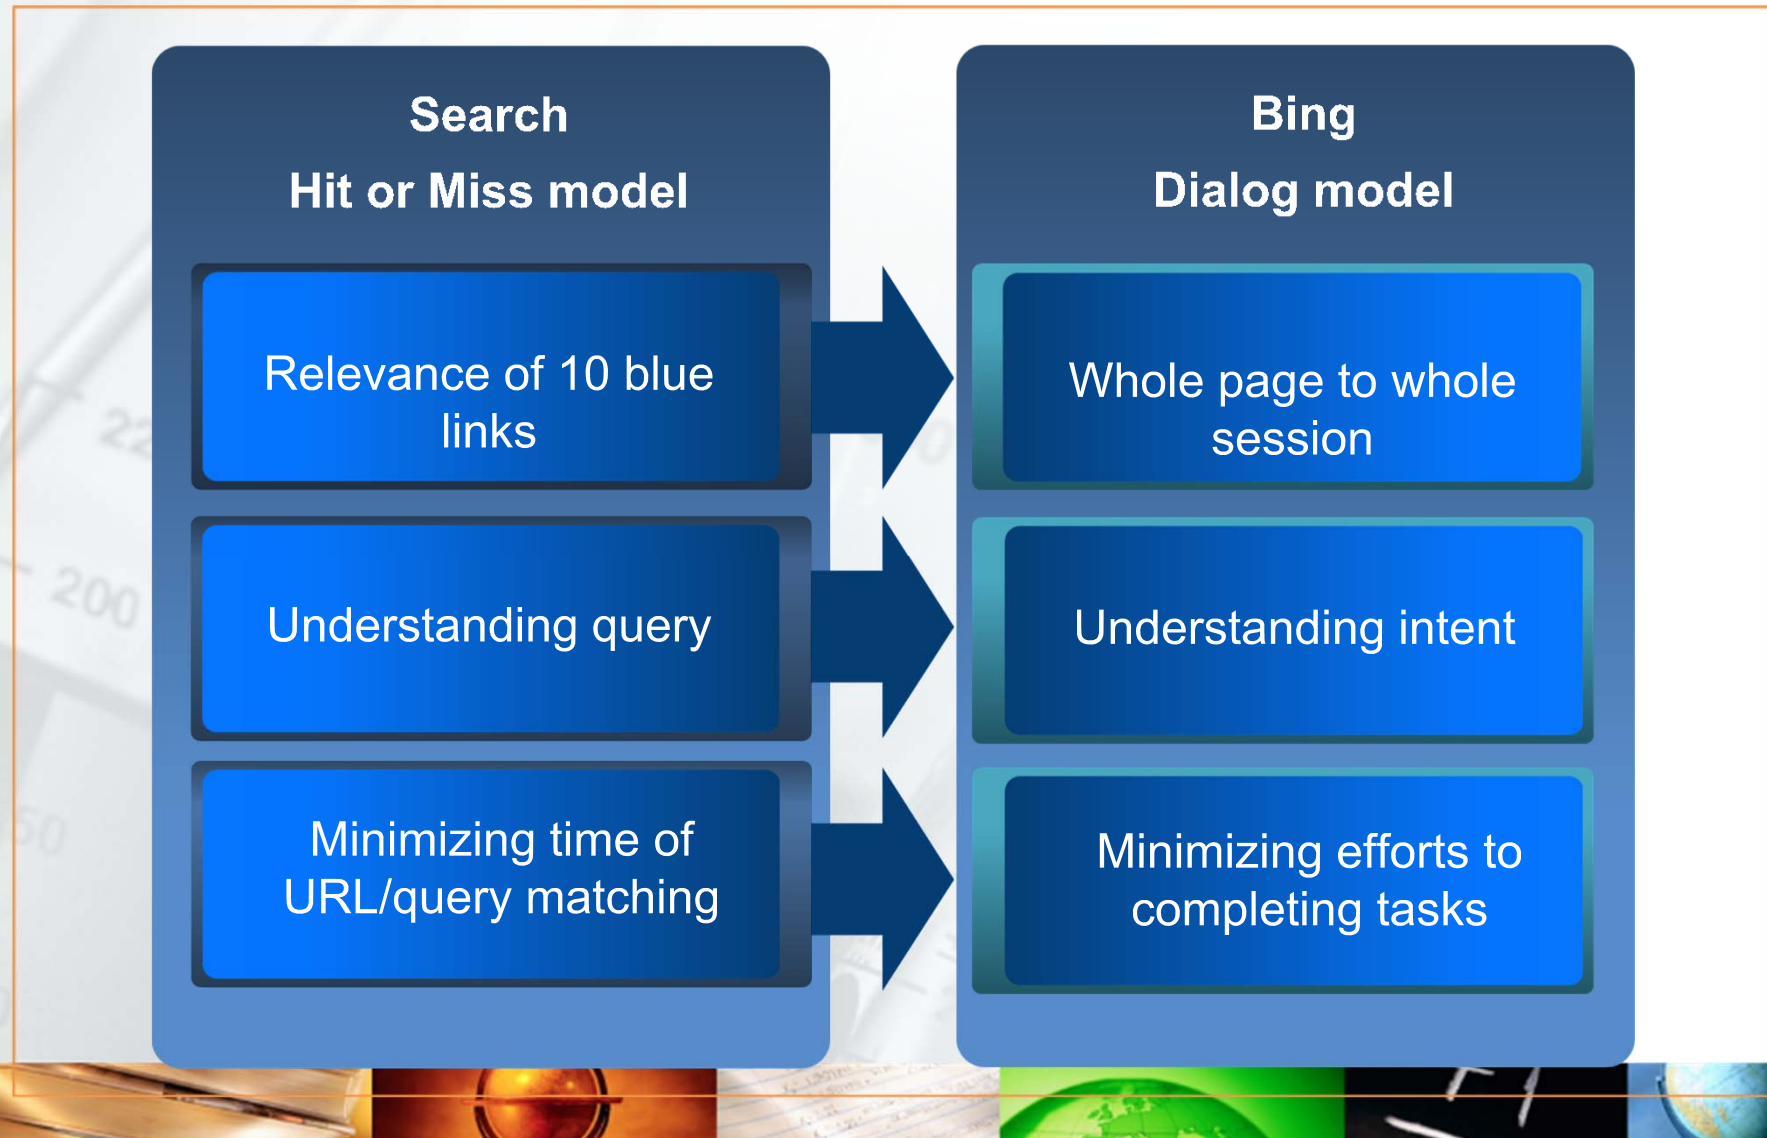 Search
Hit or Miss model
Relevance of 10 blue
links
Understanding query
Minimizing time of
URL/query matching
Bing
Dialog model
Whole page to whole
session
Understanding intent
Minimizing efforts to
completing tasks
200